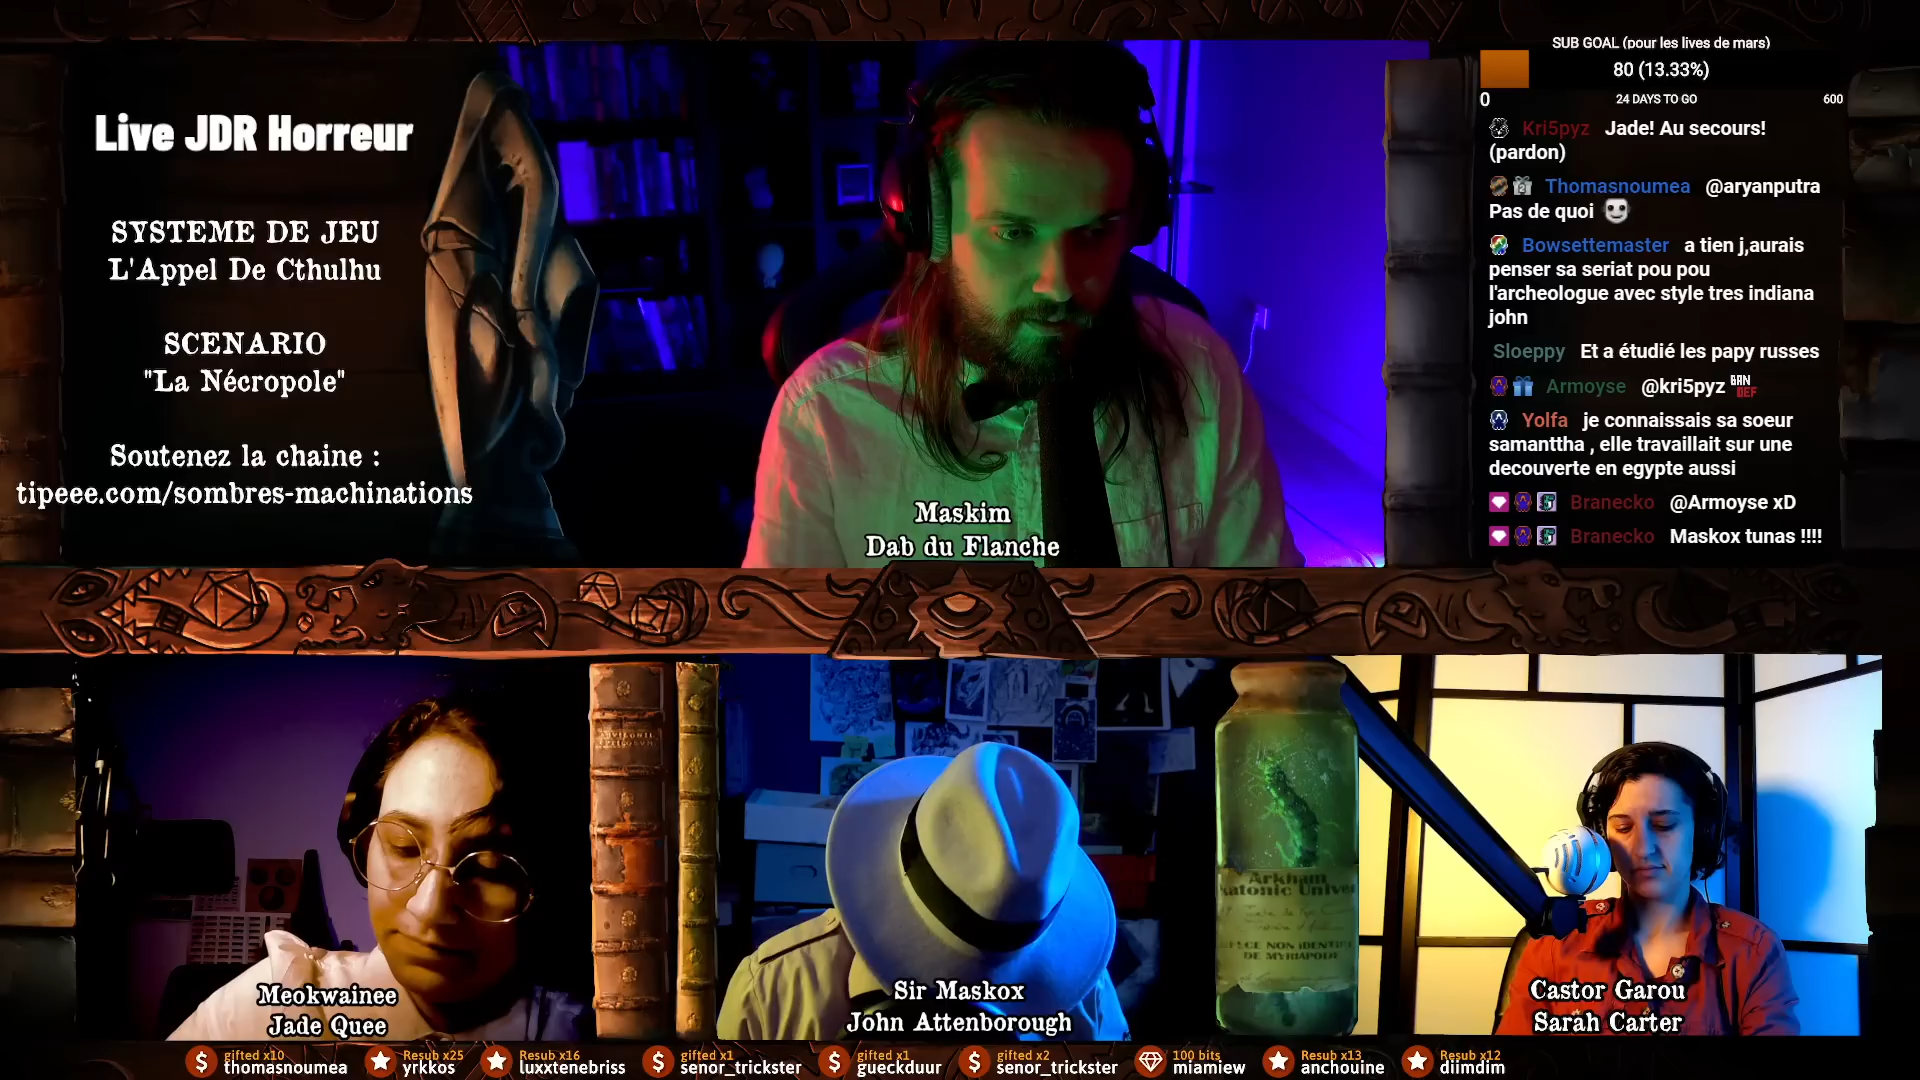 Live JDR Horreur
SYSTEME DE JEU
L'Appel De Cthulhu
SCENARIO
"La Nécropole"
Soutenez la chaine :
tipeee.com/sombres-machinations
Maskim
Dab du Flanche
SUB GOAL (pour les lives de mars)
80 (13.33%)
0 24 DAYS TO GO 600
Kri5pyz Jade! Au secours!
(pardon)
Thomasnoumea @aryanputra
Pas de quoi
Bowsettemaster a tien j,aurais
penser sa seriat pou pou
l'archeologue avec style tres indiana
john
Sloeppy Et a étudié les papy russes
Armoyse @kri5pyz BAN DEF
Yolfa je connaissais sa soeur
samanttha , elle travaillait sur une
decouverte en egypte aussi
Branecko @Armoyse xD
Branecko Maskox tunas !!!!
Meokwainee
Jade Quee
Sir Maskox
John Attenborough
Arkham
DE MYRIAPODE
Castor Garou
Sarah Carter
gifted x10
thomasnoumea
Resub x25
yrkkos
Resub x16
luxxtenebriss
gifted x1
senor_trickster
gifted x1
gueckduur
gifted x2
senor_trickster
100 bits
miamiew
Resub x13
anchouine
Resub x12
diimdim